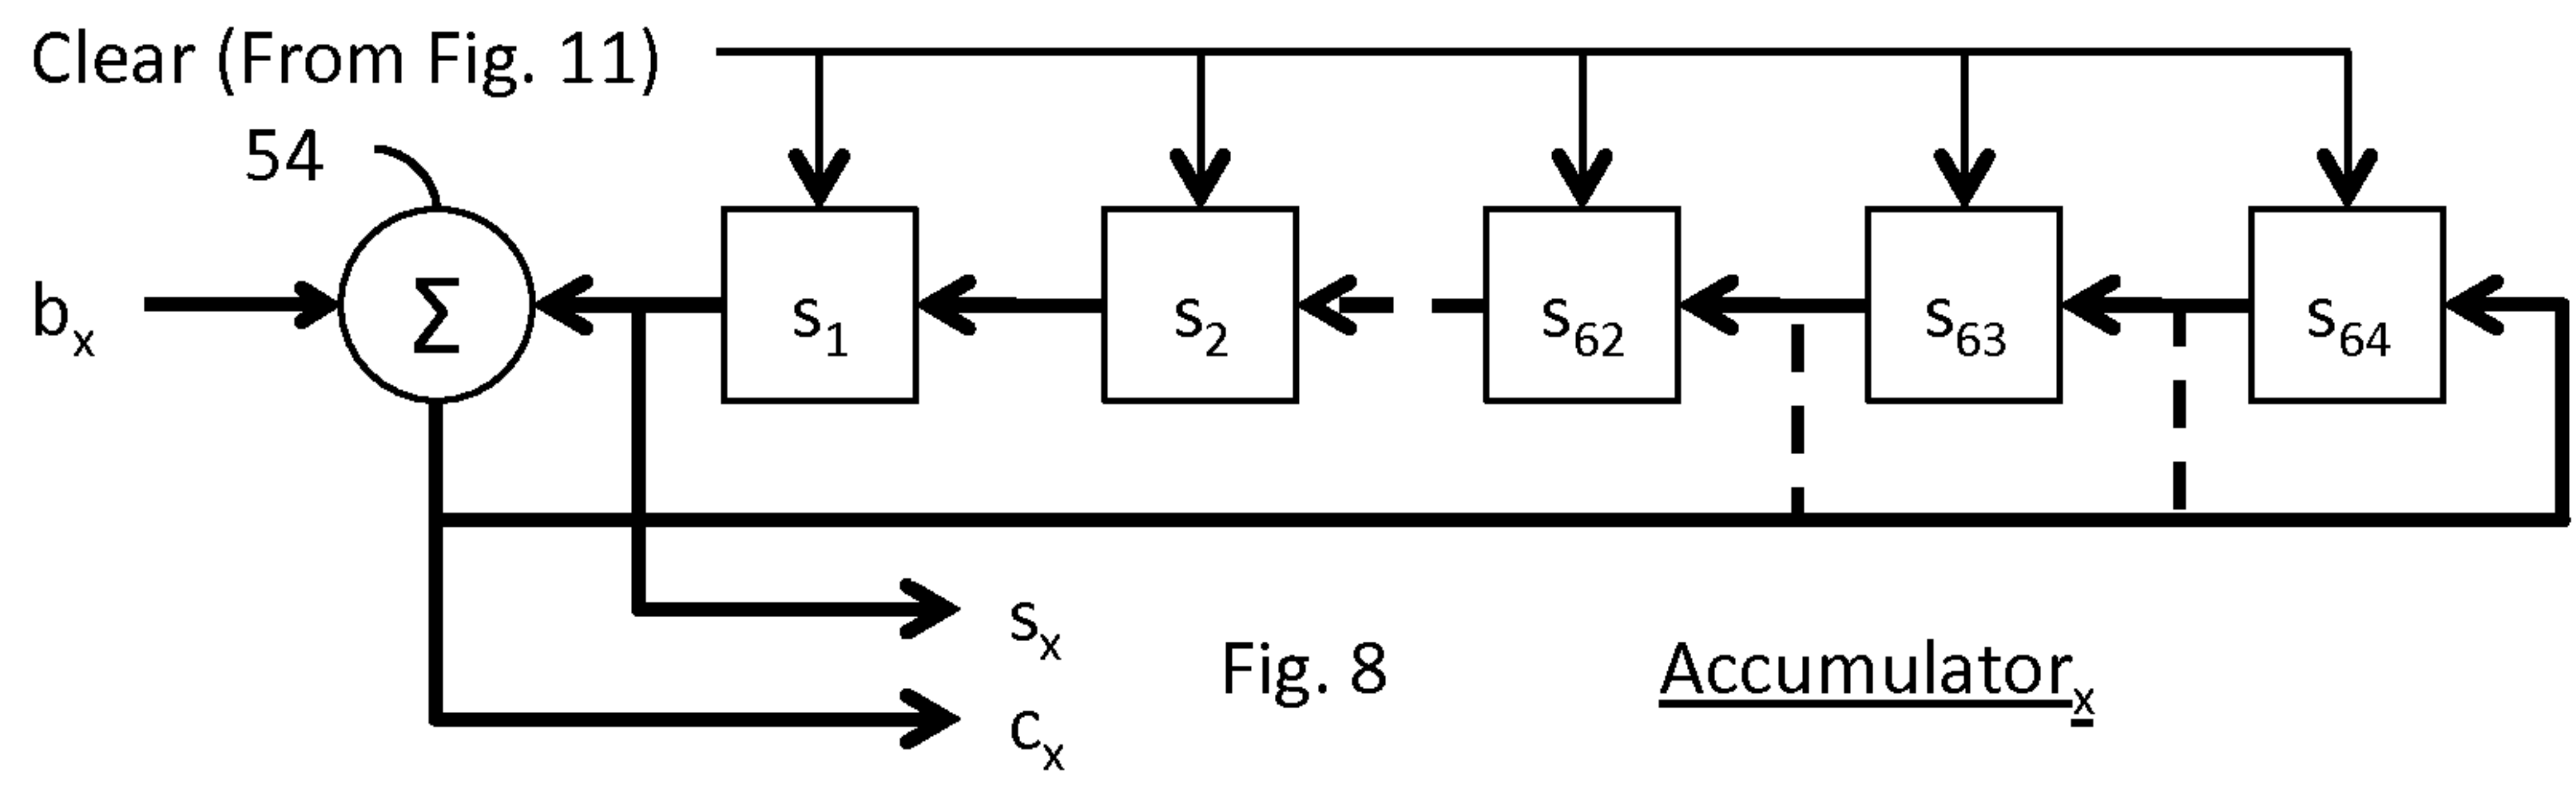 Clear (From Fig. 11)
54
bₓ
Σ
s₁
s₂
s₆₂
s₆₃
s₆₄
sₓ
cₓ
Fig. 8
Accumulatorₓ